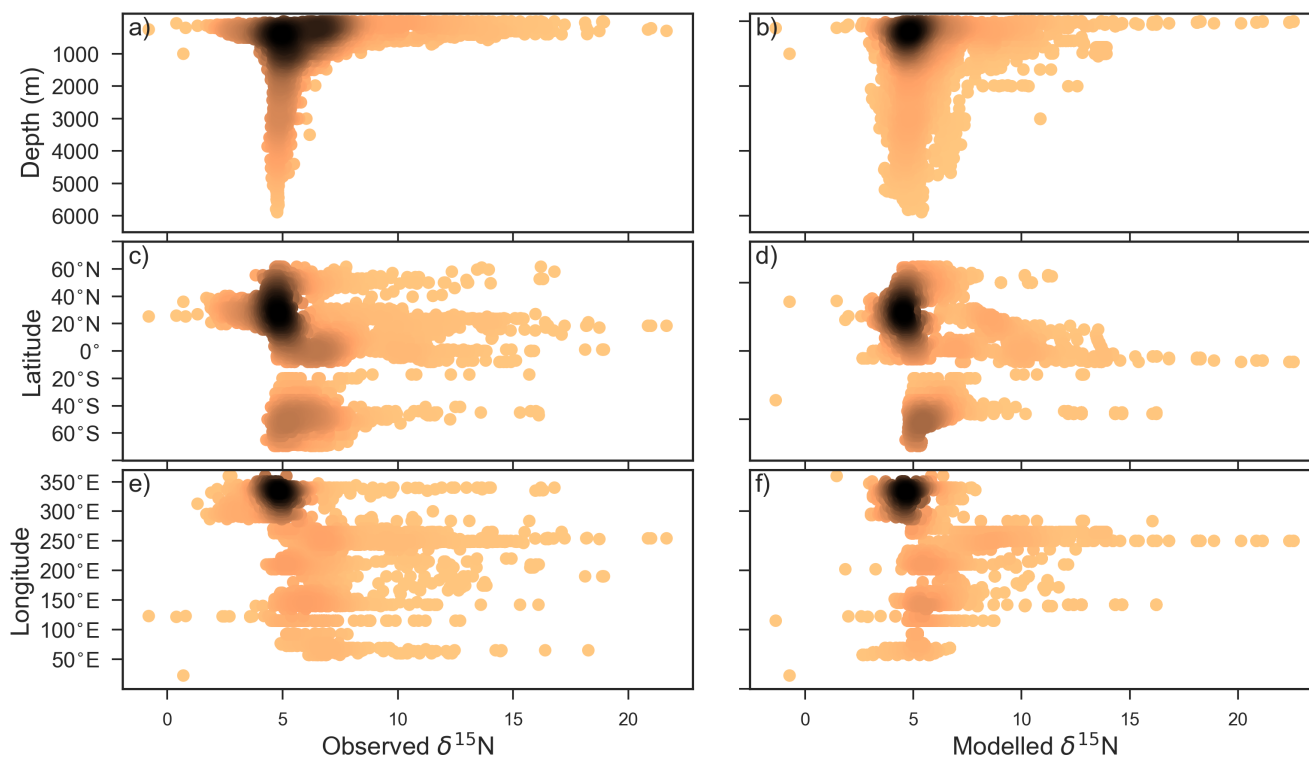 a)
b)
Depth (m)
1000
2000
3000
4000
5000
6000
c)
d)
Latitude
60°N
40°N
20°N
0°
20°S
40°S
60°S
e)
f)
Longitude
350°E
300°E
250°E
200°E
150°E
100°E
50°E
0 5 10 15 20
0 5 10 15 20
Observed δ¹⁵N
Modelled δ¹⁵N